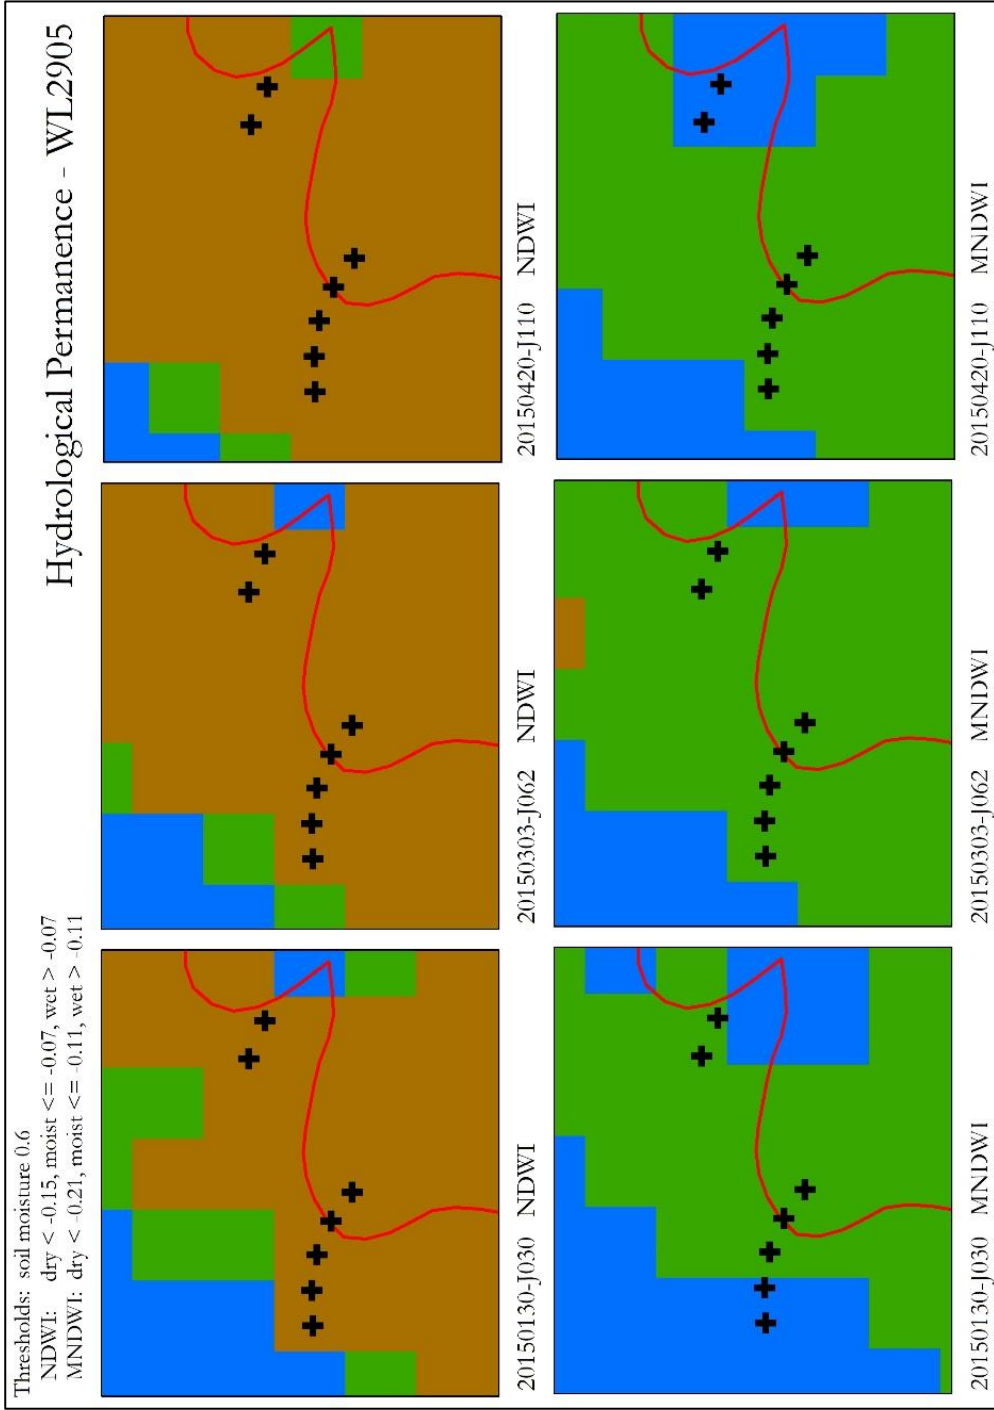 Hydrological Permanence - WL2905
Thresholds: soil moisture 0.6
NDWI: dry < -0.15, moist <= -0.07, wet > -0.07
MNDWI: dry < -0.21, moist <= -0.11, wet > -0.11
20150130-J030 NDWI
20150303-J062 NDWI
20150420-J110 NDWI
20150130-J030 MNDWI
20150303-J062 MNDWI
20150420-J110 MNDWI